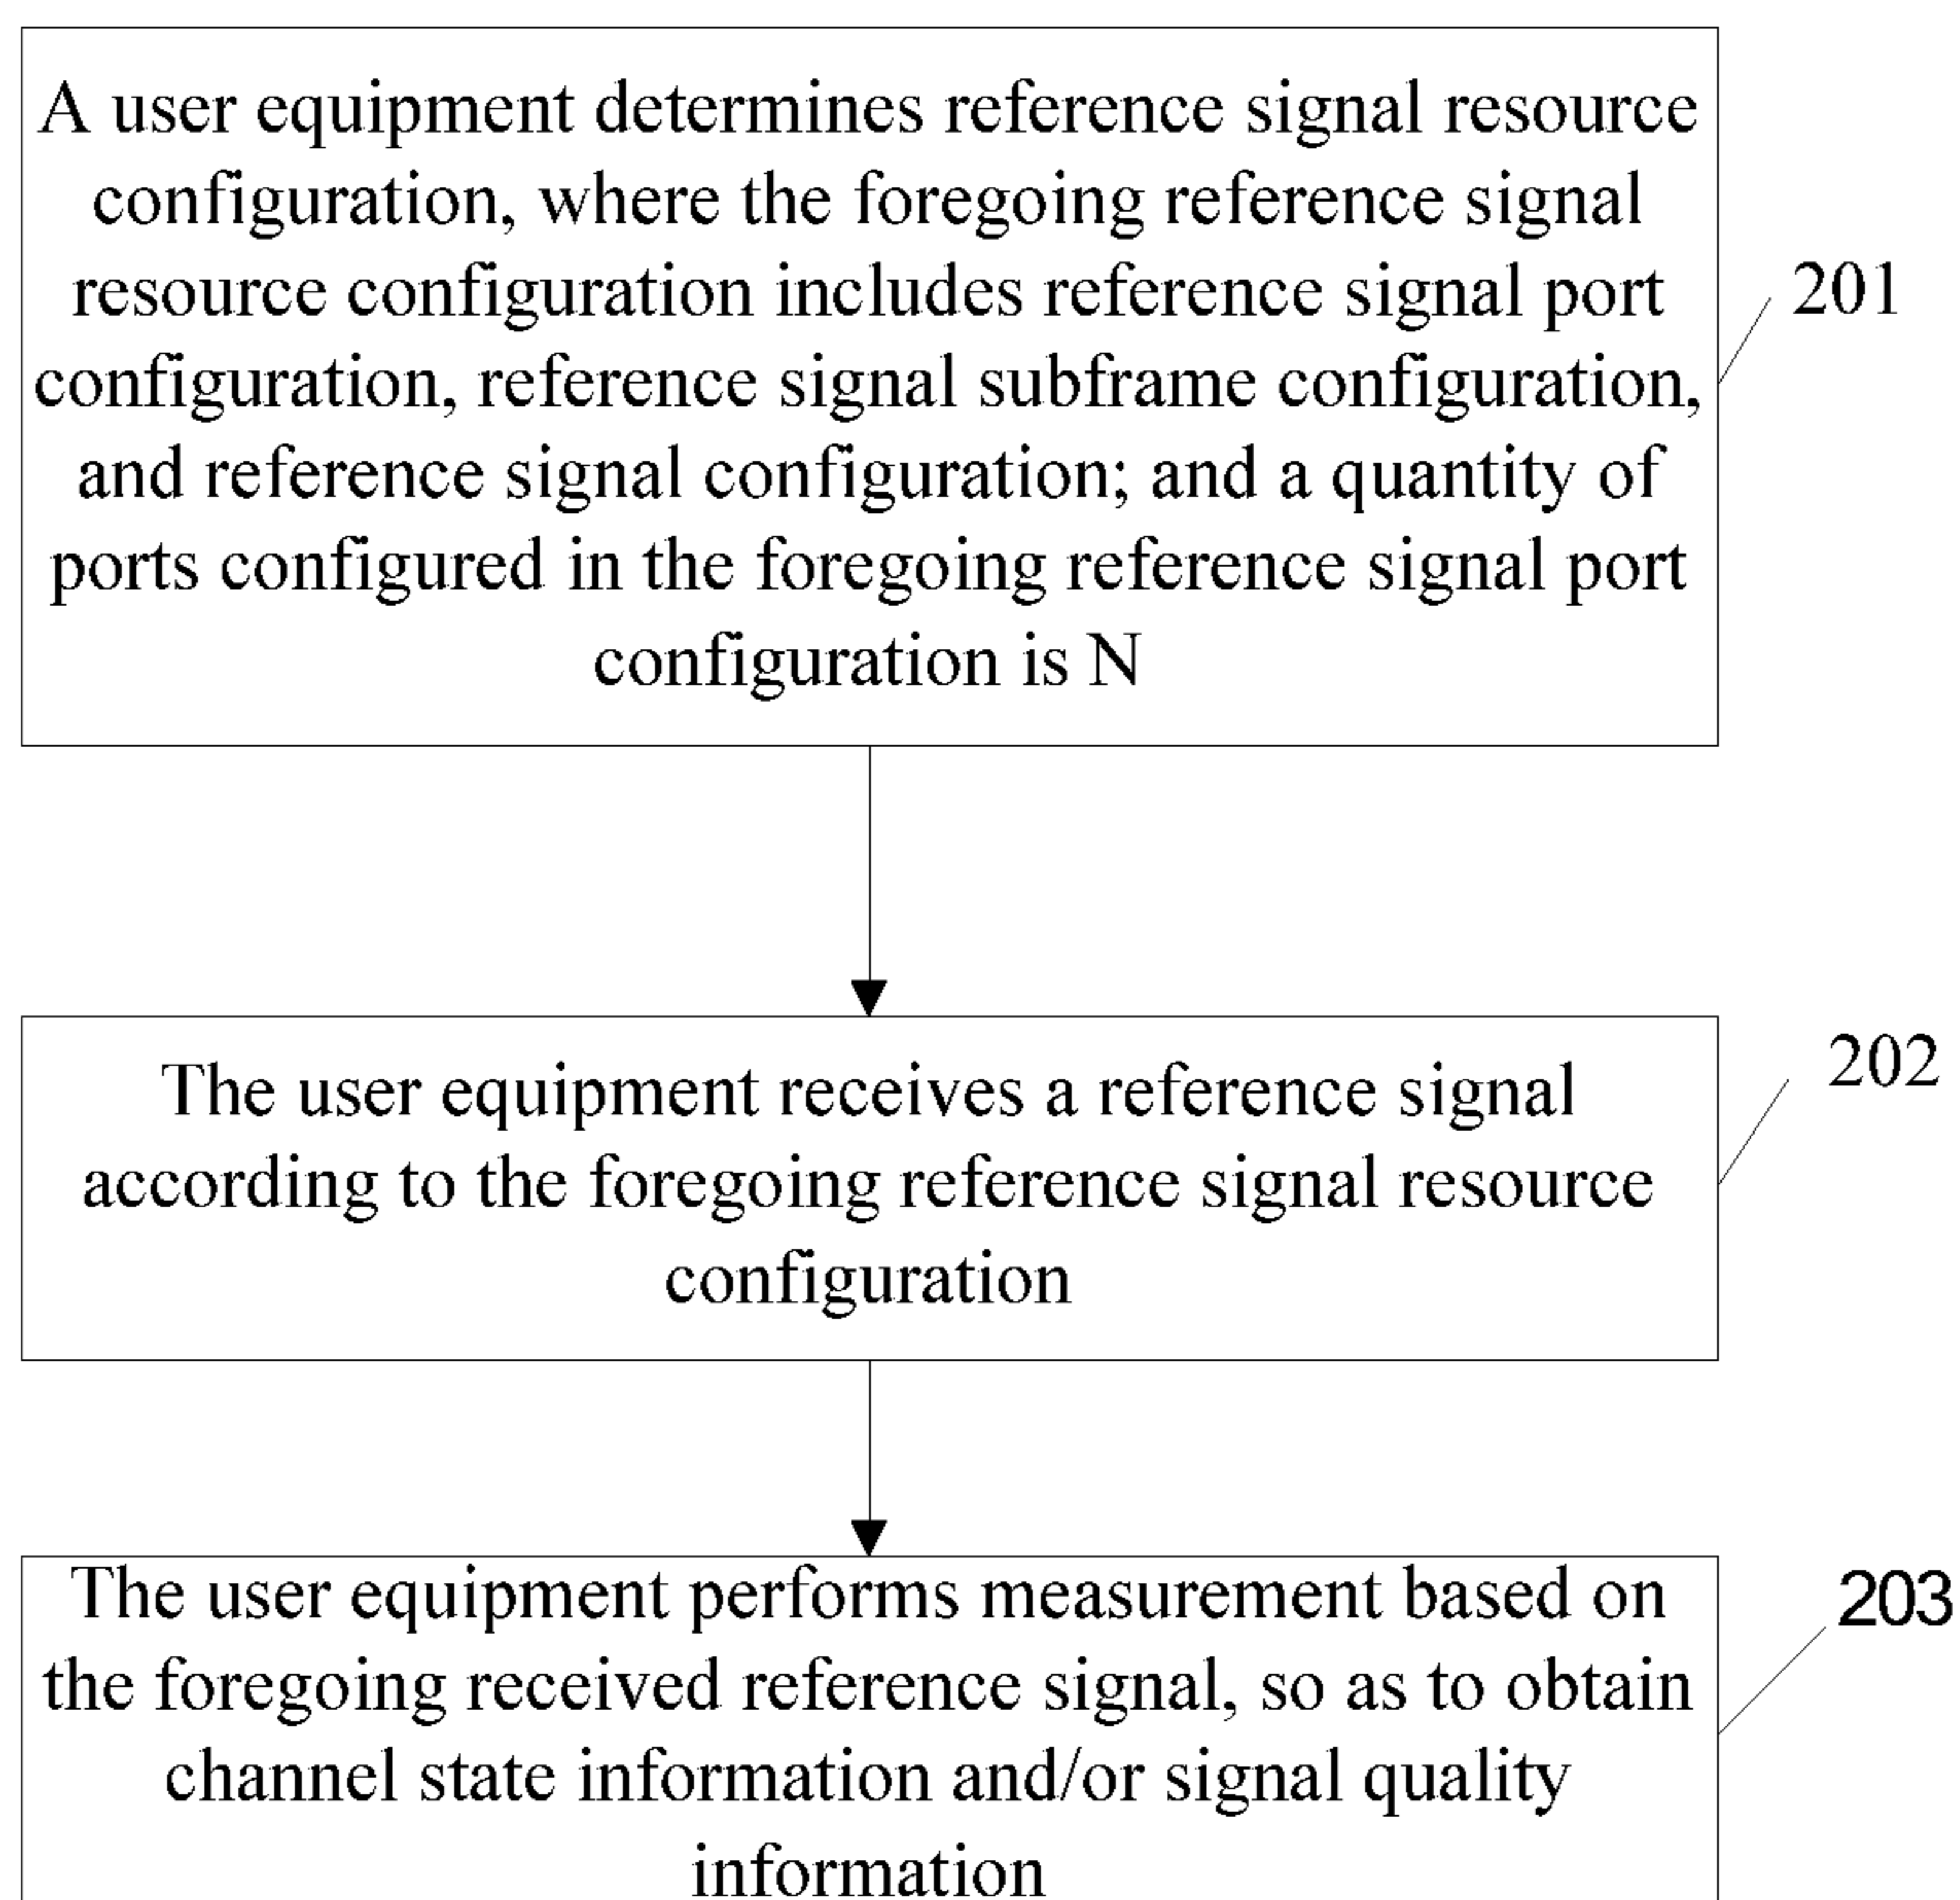 A user equipment determines reference signal resource
configuration, where the foregoing reference signal
resource configuration includes reference signal port
configuration, reference signal subframe configuration,
and reference signal configuration; and a quantity of
ports configured in the foregoing reference signal port
configuration is N
201
The user equipment receives a reference signal
according to the foregoing reference signal resource
configuration
202
The user equipment performs measurement based on
the foregoing received reference signal, so as to obtain
channel state information and/or signal quality
information
203